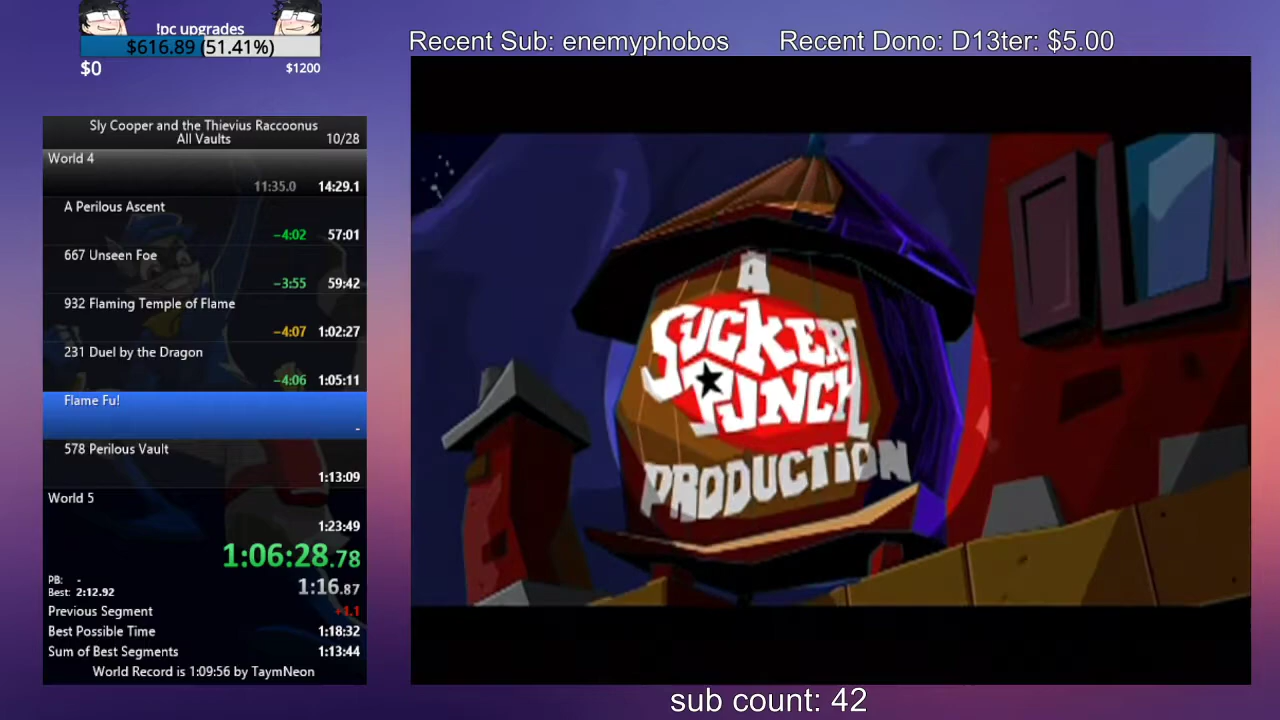 !pc upgrades
$616.89 (51.41%)
$0
$1200
Recent Sub: enemyphobos
Recent Dono: D13ter: $5.00
Sly Cooper and the Thievius Raccoonus
All Vaults
10/28
World 4
11:35.0 14:29.1
A Perilous Ascent
−4:02 57:01
667 Unseen Foe
−3:55 59:42
932 Flaming Temple of Flame
−4:07 1:02:27
231 Duel by the Dragon
−4:06 1:05:11
Flame Fu!
-
578 Perilous Vault
1:13:09
World 5
1:23:49
1:06:28.78
PB: -
Best: 2:12.92
1:16.87
Previous Segment +1.1
Best Possible Time 1:18:32
Sum of Best Segments 1:13:44
World Record is 1:09:56 by TaymNeon
A
SUCKER
PUNCH
PRODUCTION
sub count: 42